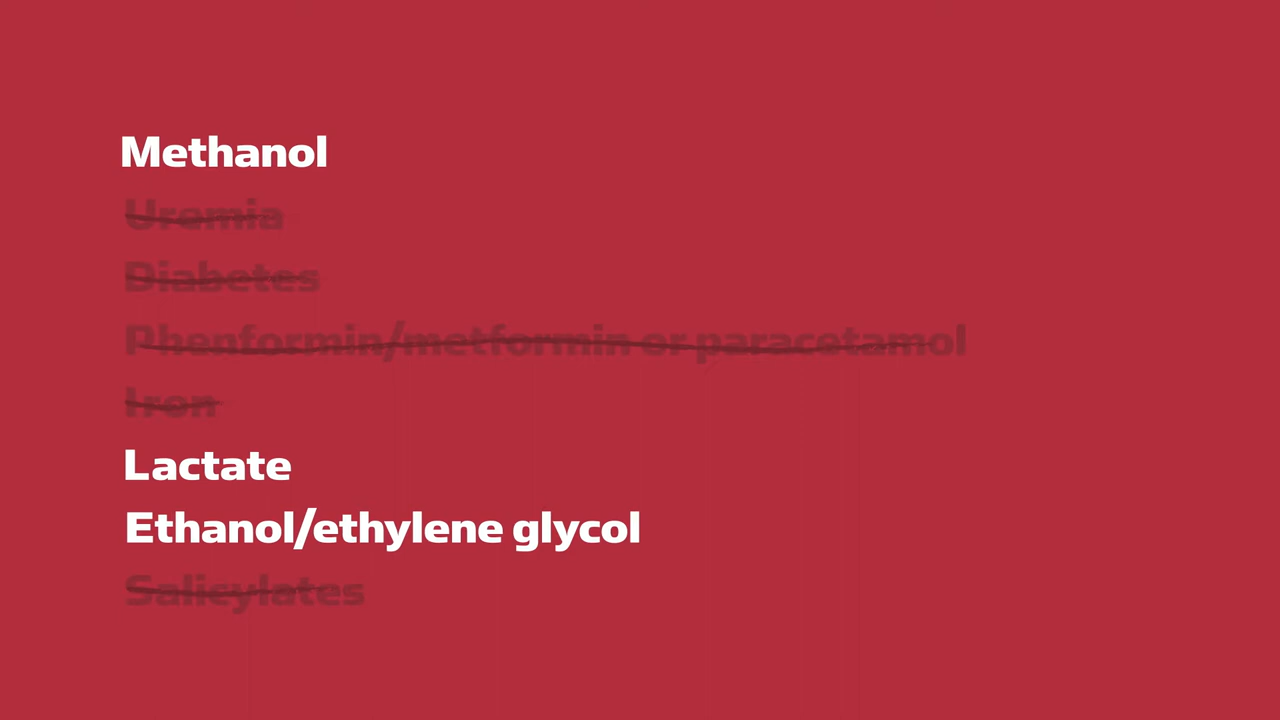 Methanol
Uremia
Diabetes
Phenformin/metformin or paracetamol
Iron
Lactate
Ethanol/ethylene glycol
Salicylates